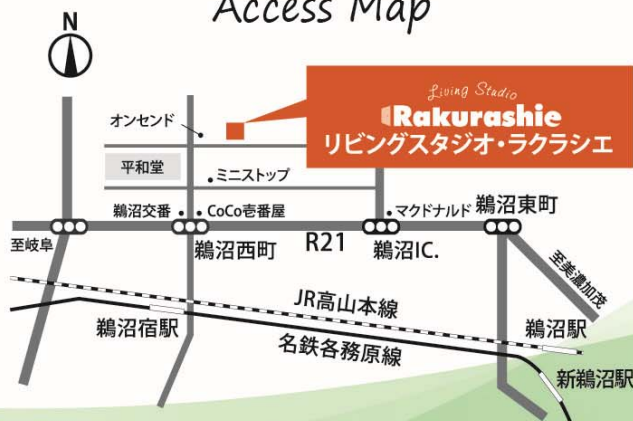 Access Map
N
Living Studio
Rakurashie
リビングスタジオ・ラクラシエ
オンセンド
平和堂
ミニストップ
鵜沼交番
CoCo壱番屋
マクドナルド
鵜沼東町
至岐阜
鵜沼西町
R21
鵜沼IC.
至美濃加茂
JR高山本線
鵜沼宿駅
名鉄各務原線
鵜沼駅
新鵜沼駅